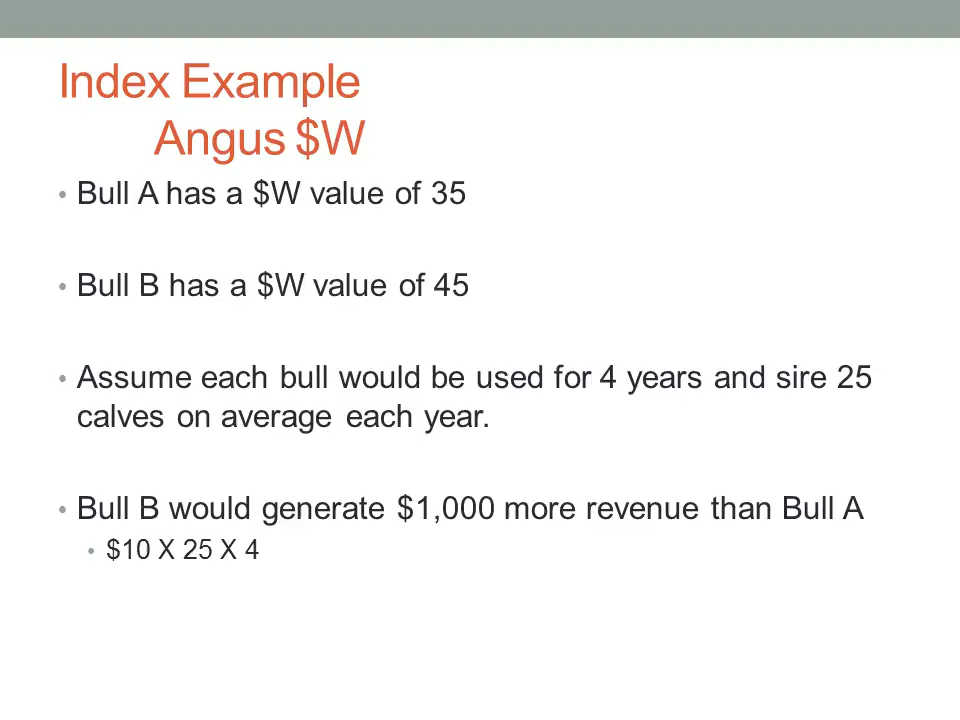 Index Example
Angus $W
• Bull A has a $W value of 35
• Bull B has a $W value of 45
• Assume each bull would be used for 4 years and sire 25
calves on average each year.
• Bull B would generate $1,000 more revenue than Bull A
• $10 X 25 X 4